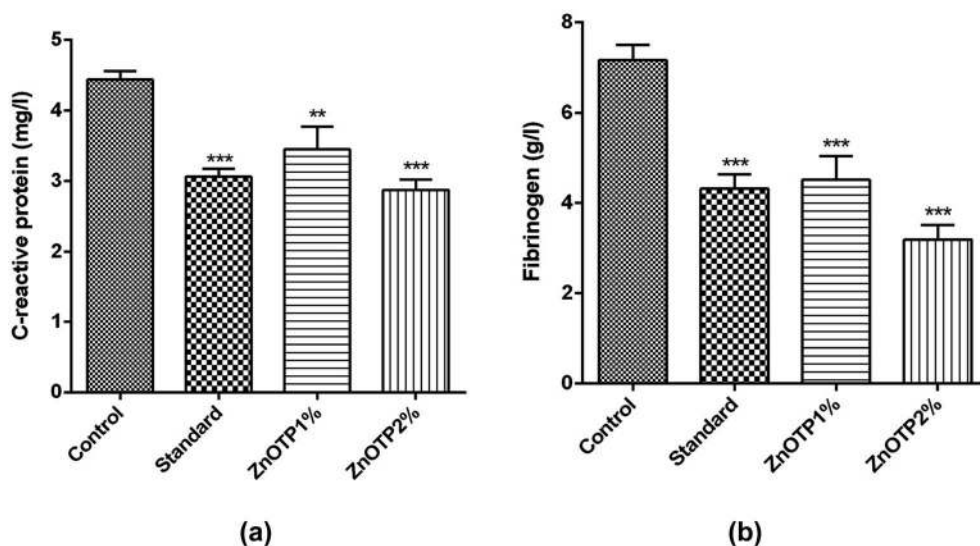 C-reactive protein (mg/l)
5
4
3
2
1
0
***
**
***
Control
Standard
ZnOTP1%
ZnOTP2%
(a)
Fibrinogen (g/l)
8
6
4
2
0
***
***
***
Control
Standard
ZnOTP1%
ZnOTP2%
(b)